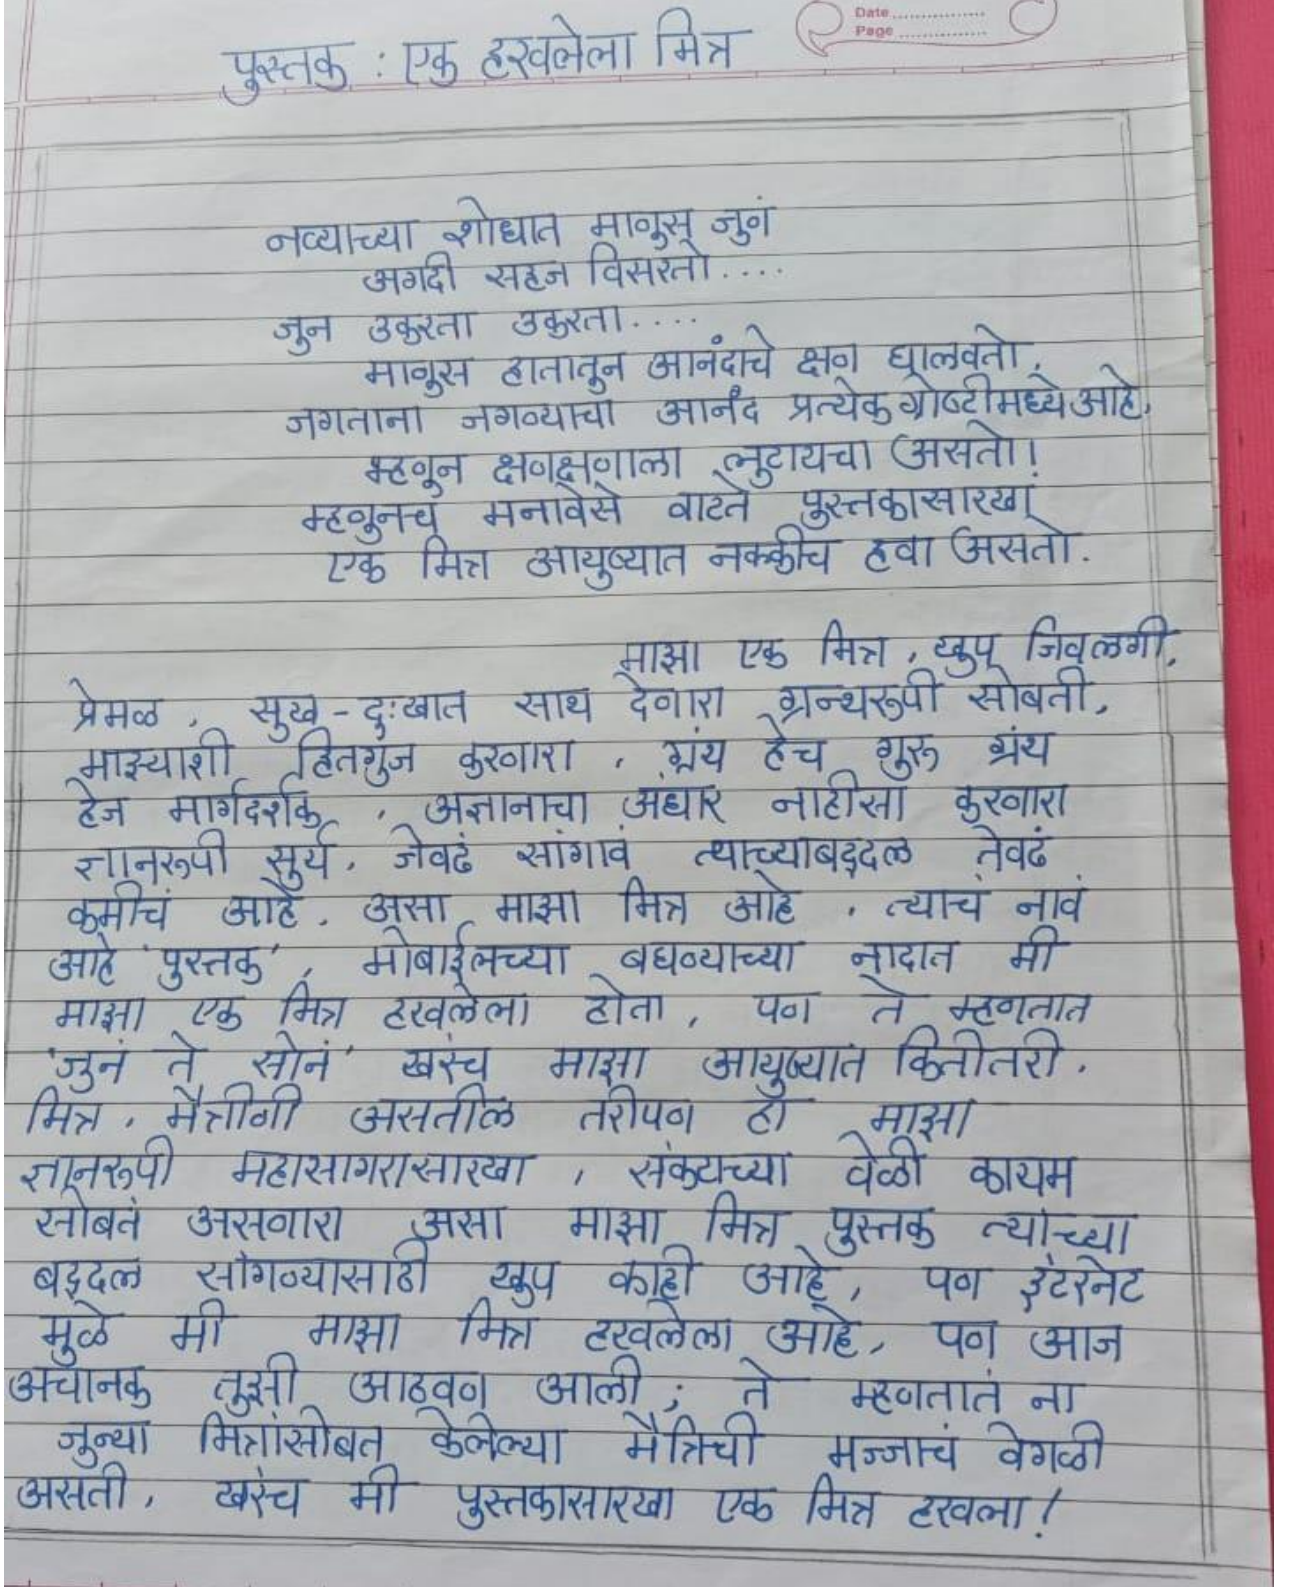 Date ................
Page ................
पुस्तक : एक हरवलेला मित्र
नव्याच्या शोधात माणूस जुनं
अगदी सहज विसरतो....
जुन उकरता उकरता....
माणूस हातातून आनंदाचे क्षण घालवतो.
जगताना जगण्याचा आनंद प्रत्येक गोष्टीमध्ये आहे,
म्हणून क्षणक्षणाला लुटायचा असतो!
म्हणूनच मनावेसे वाटते पुस्तकासारखा
एक मित्र आयुष्यात नक्कीच हवा असतो.
माझा एक मित्र, खुप जिवलगी,
प्रेमळ, सुख-दुःखात साथ देणारा ग्रन्थरूपी सोबती,
माझ्याशी हितगुज करणारा, ग्रंथ हेच गुरू ग्रंथ
हेज मार्गदर्शक, अज्ञानाचा अंधार नाहीसा करणारा
ज्ञानरूपी सुर्य. जेवढं सांगावं त्याच्याबद्दल तेवढं
कमीचं आहे. असा माझा मित्र आहे. त्याचं नावं
आहे 'पुस्तक', मोबाईलच्या बघण्याच्या नादात मी
माझा एक मित्र हरवलेला होता, पण ते म्हणतात
'जुनं ते सोनं' खरंच माझा आयुष्यात कितीतरी.
मित्र, मैत्रीणी असतील तरीपण हा माझा
ज्ञानरूपी महासागरासारखा, संकटाच्या वेळी कायम
सोबत असणारा असा माझा मित्र पुस्तक त्याच्या
बद्दल सांगण्यासाठी खुप काही आहे, पण इंटरनेट
मुळे मी माझा मित्र हरवलेला आहे, पण आज
अचानक तुझी आठवण आली; ते म्हणतात ना
जुन्या मित्रांसोबत केलेल्या मैत्रिची मज्जाचं वेगळी
असती, खरंच मी पुस्तकासारखा एक मित्र हरवला!